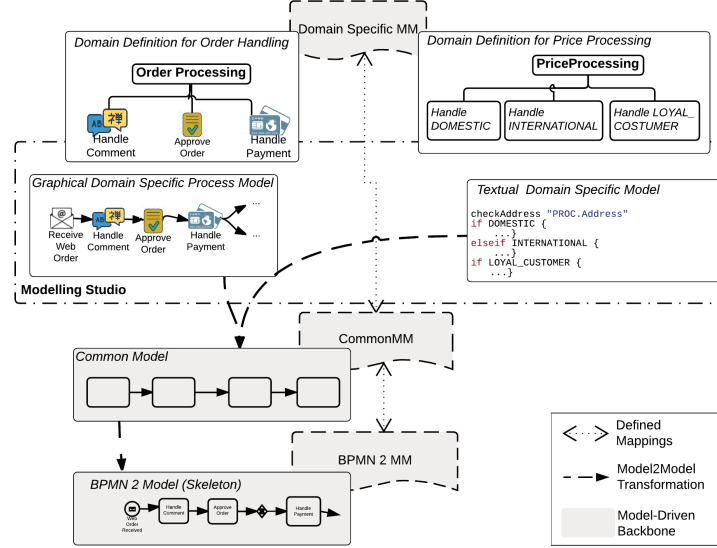 Domain Specific MM
Domain Definition for Order Handling
Order Processing
AB
禅
Handle
Comment
Approve
Order
Handle
Payment
Domain Definition for Price Processing
PriceProcessing
Handle
DOMESTIC
Handle
INTERNATIONAL
Handle LOYAL_
COSTUMER
Graphical Domain Specific Process Model
@
Receive
Web
Order
AB
禅
Handle
Comment
Approve
Order
Handle
Payment
...
...
Textual Domain Specific Model
checkAddress "PROC.Address"
if DOMESTIC {
...}
elseif INTERNATIONAL {
...}
if LOYAL_CUSTOMER {
...}
Modelling Studio
CommonMM
Common Model
BPMN 2 MM
BPMN 2 Model (Skeleton)
Web
Order
Received
Handle
Comment
Approve
Order
Handle
Payment
Defined
Mappings
Model2Model
Transformation
Model-Driven
Backbone